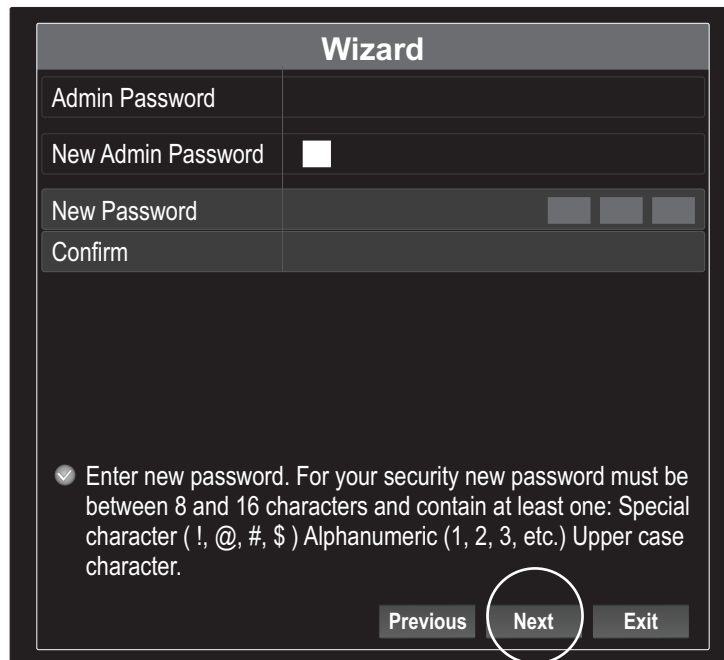 Wizard
Admin Password
New Admin Password
New Password
Confirm
Enter new password. For your security new password must be
between 8 and 16 characters and contain at least one: Special
character ( !, @, #, $ ) Alphanumeric (1, 2, 3, etc.) Upper case
character.
Previous Next Exit